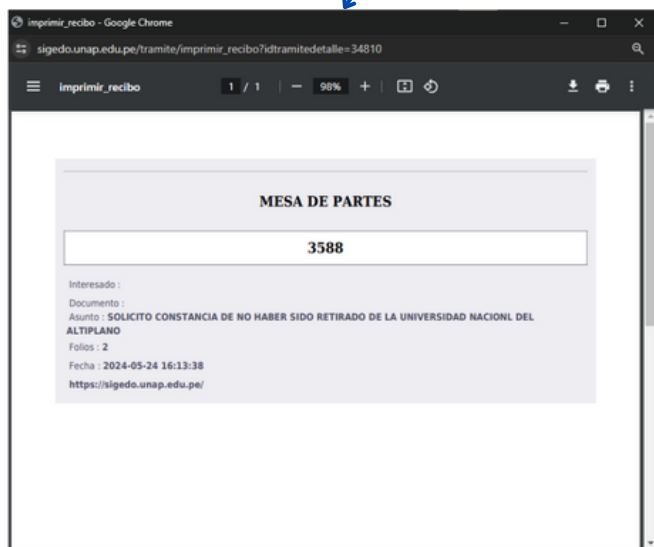 imprimir_recibo - Google Chrome
sigedo.unap.edu.pe/tramite/imprimir_recibo?idtramitedetalle=34810
imprimir_recibo 1 / 1 | − 98% + |
MESA DE PARTES
3588
Interesado :
Documento :
Asunto : SOLICITO CONSTANCIA DE NO HABER SIDO RETIRADO DE LA UNIVERSIDAD NACIONL DEL
ALTIPLANO
Folios : 2
Fecha : 2024-05-24 16:13:38
https://sigedo.unap.edu.pe/